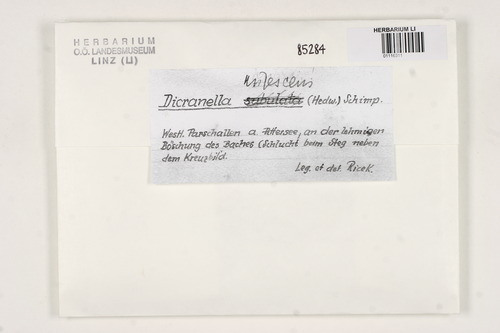 HERBARIUM
O.Ö. LANDESMUSEUM
LINZ (LI)
85284
HERBARIUM LI
rufescens
Dicranella subulata (Hedw.) Schimp.
Westl. Parschallen a. Attersee, an der lehmigen
Böschung des Baches (Schlucht) beim Steg neben
dem Kreuzbild.
Leg. et det. Ricek.